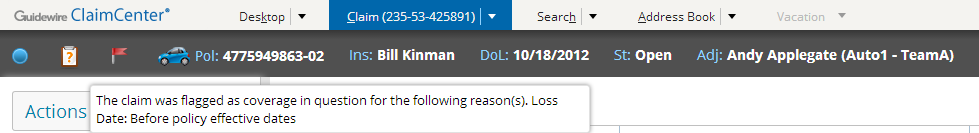 Guidewire ClaimCenter® Desktop Claim (235-53-425891) Search Address Book Vacation
? Pol: 4775949863-02 Ins: Bill Kinman DoL: 10/18/2012 St: Open Adj: Andy Applegate (Auto1 - TeamA)
Actions
The claim was flagged as coverage in question for the following reason(s). Loss
Date: Before policy effective dates